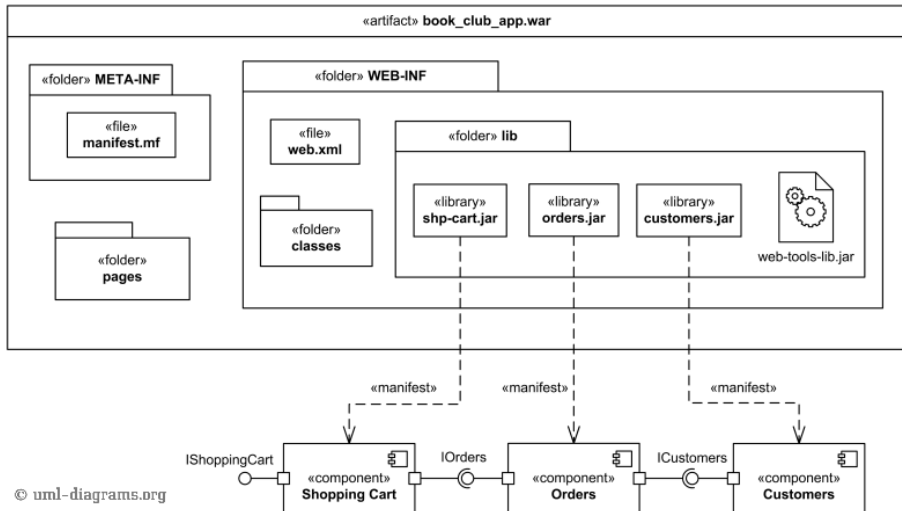 «artifact» book_club_app.war
«folder» META-INF
«file»
manifest.mf
«folder»
pages
«folder» WEB-INF
«file»
web.xml
«folder»
classes
«folder» lib
«library»
shp-cart.jar
«library»
orders.jar
«library»
customers.jar
web-tools-lib.jar
«manifest»
«manifest»
«manifest»
IShoppingCart
«component»
Shopping Cart
IOrders
«component»
Orders
ICustomers
«component»
Customers
© uml-diagrams.org